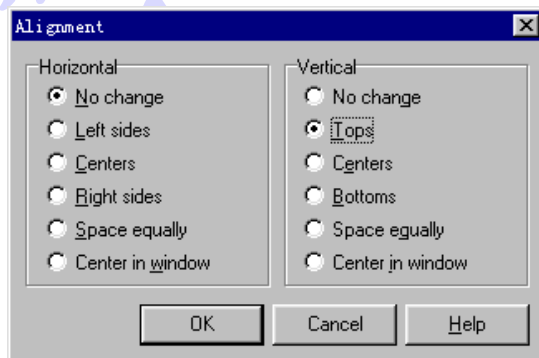 Alignment
Horizontal
No change
Left sides
Centers
Right sides
Space equally
Center in window
Vertical
No change
Tops
Centers
Bottoms
Space equally
Center in window
OK
Cancel
Help